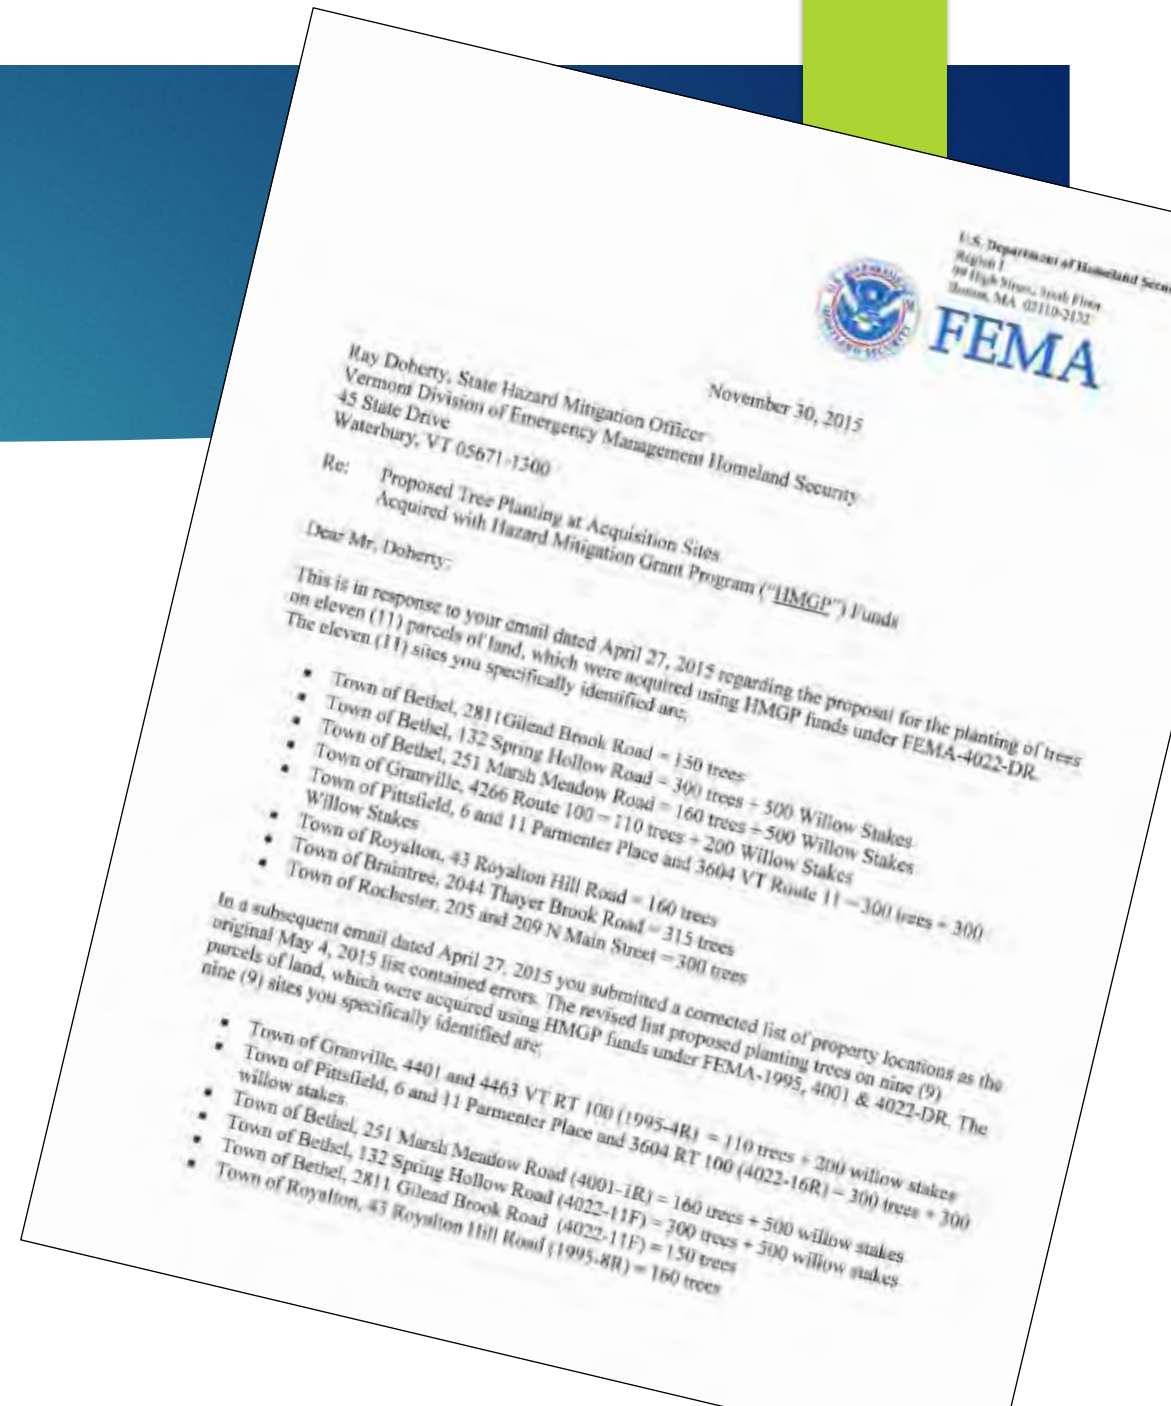 U.S. Department of Homeland
Region I
99 High Street, Sixth Floor
Boston, MA 02110-2132
FEMA
November 30, 2015
Ray Doherty, State Hazard Mitigation Officer
Vermont Division of Emergency Management Homeland Security
45 State Drive
Waterbury, VT 05671-1300
Re: Proposed Tree Planting at Acquisition Sites
Acquired with Hazard Mitigation Grant Program ("HMGP") Funds
Dear Mr. Doherty:
This is in response to your email dated April 27, 2015 regarding the proposal for the planting of trees
on eleven (11) parcels of land, which were acquired using HMGP funds under FEMA-4022-DR.
The eleven (11) sites you specifically identified are:
▪ Town of Bethel, 2811Gilead Brook Road = 150 trees
▪ Town of Bethel, 132 Spring Hollow Road = 300 trees + 500 Willow Stakes
▪ Town of Bethel, 251 Marsh Meadow Road = 160 trees + 500 Willow Stakes
▪ Town of Granville, 4266 Route 100 = 110 trees + 200 Willow Stakes
▪ Town of Pittsfield, 6 and 11 Parmenter Place and 3604 VT Route 11 = 300 trees + 300
Willow Stakes
▪ Town of Royalton, 43 Royalton Hill Road = 160 trees
▪ Town of Braintree, 2044 Thayer Brook Road = 315 trees
▪ Town of Rochester, 205 and 209 N Main Street = 300 trees
In a subsequent email dated April 27, 2015 you submitted a corrected list of property locations as the
original May 4, 2015 list contained errors. The revised list proposed planting trees on nine (9)
parcels of land, which were acquired using HMGP funds under FEMA-1995, 4001 & 4022-DR. The
nine (9) sites you specifically identified are:
▪ Town of Granville, 4401 and 4463 VT RT 100 (1995-4R) = 110 trees + 200 willow stakes
▪ Town of Pittsfield, 6 and 11 Parmenter Place and 3604 RT 100 (4022-16R) = 300 trees + 300
willow stakes
▪ Town of Bethel, 251 Marsh Meadow Road (4001-1R) = 160 trees + 500 willow stakes
▪ Town of Bethel, 132 Spring Hollow Road (4022-11F) = 300 trees + 500 willow stakes
▪ Town of Bethel, 2811 Gilead Brook Road (4022-11F) = 150 trees
▪ Town of Royalton, 43 Royalton Hill Road (1995-8R) = 160 trees